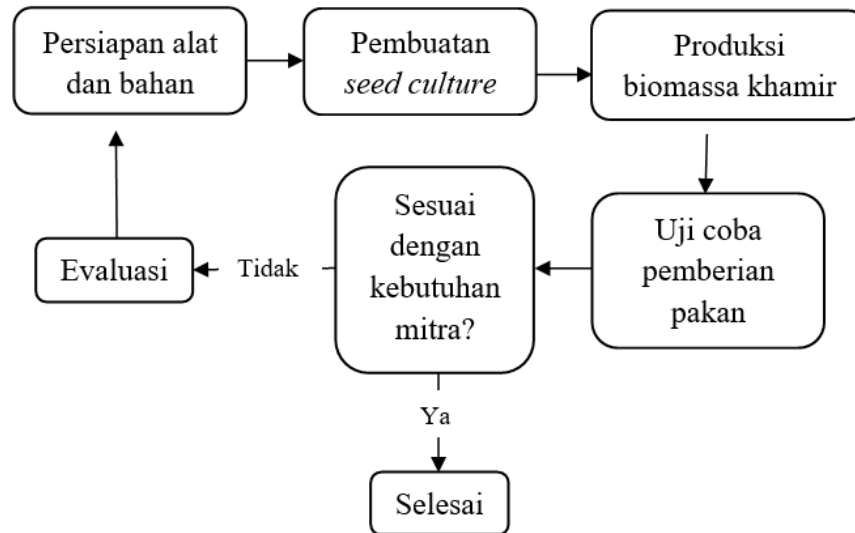 Persiapan alat
dan bahan
Pembuatan
seed culture
Produksi
biomassa khamir
Uji coba
pemberian
pakan
Sesuai
dengan
kebutuhan
mitra?
Tidak
Evaluasi
Ya
Selesai